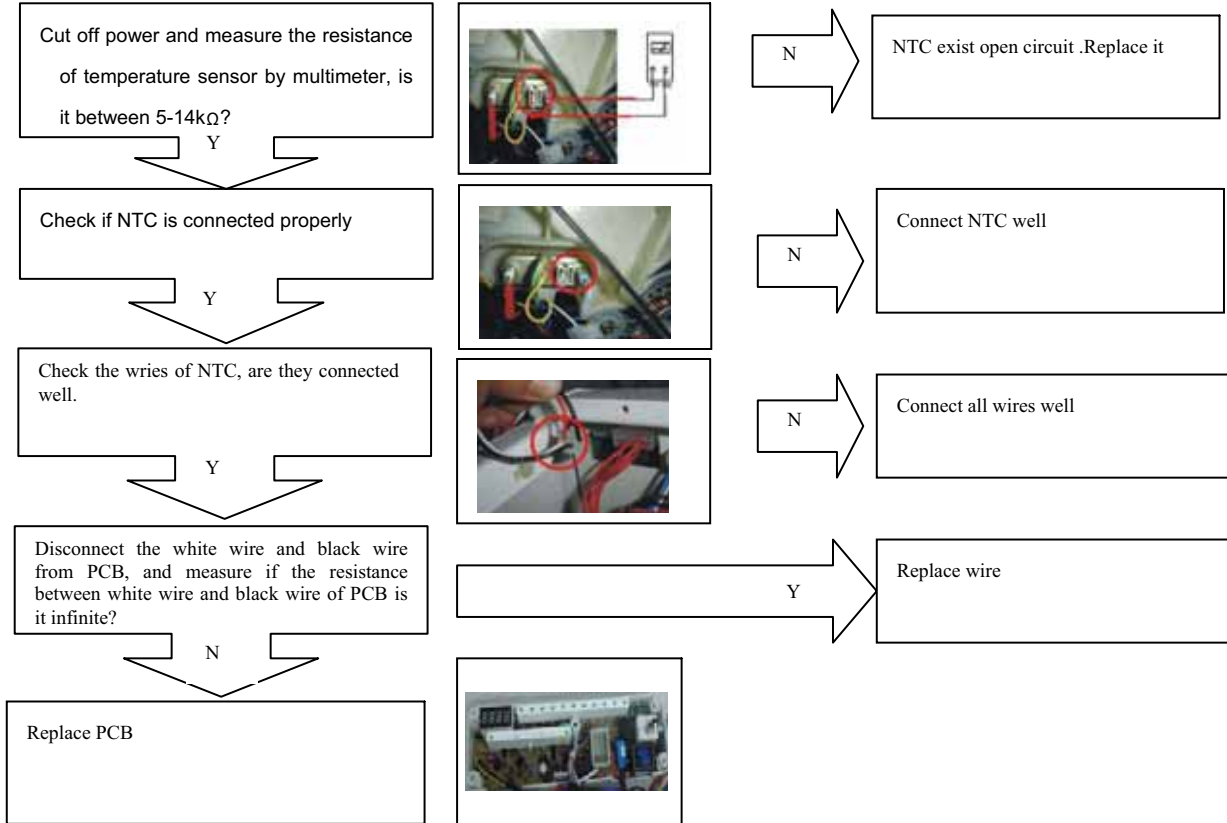 Cut off power and measure the resistance
of temperature sensor by multimeter, is
it between 5-14kΩ?
N
NTC exist open circuit .Replace it
Y
Check if NTC is connected properly
N
Connect NTC well
Y
Check the wries of NTC, are they connected
well.
N
Connect all wires well
Y
Disconnect the white wire and black wire
from PCB, and measure if the resistance
between white wire and black wire of PCB is
it infinite?
Y
Replace wire
N
Replace PCB